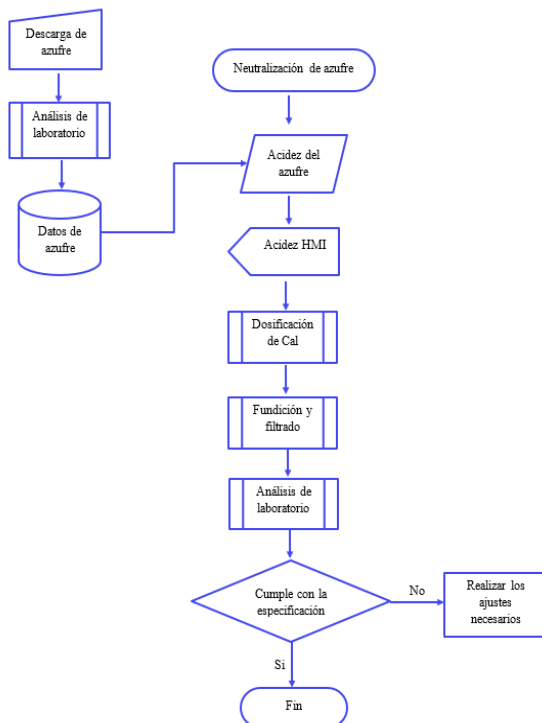 Descarga de
azufre
Análisis de
laboratorio
Datos de
azufre
Neutralización de azufre
Acidez del
azufre
Acidez HMI
Dosificación
de Cal
Fundición y
filtrado
Análisis de
laboratorio
Cumple con la
especificación
No
Realizar los
ajustes
necesarios
Si
Fin